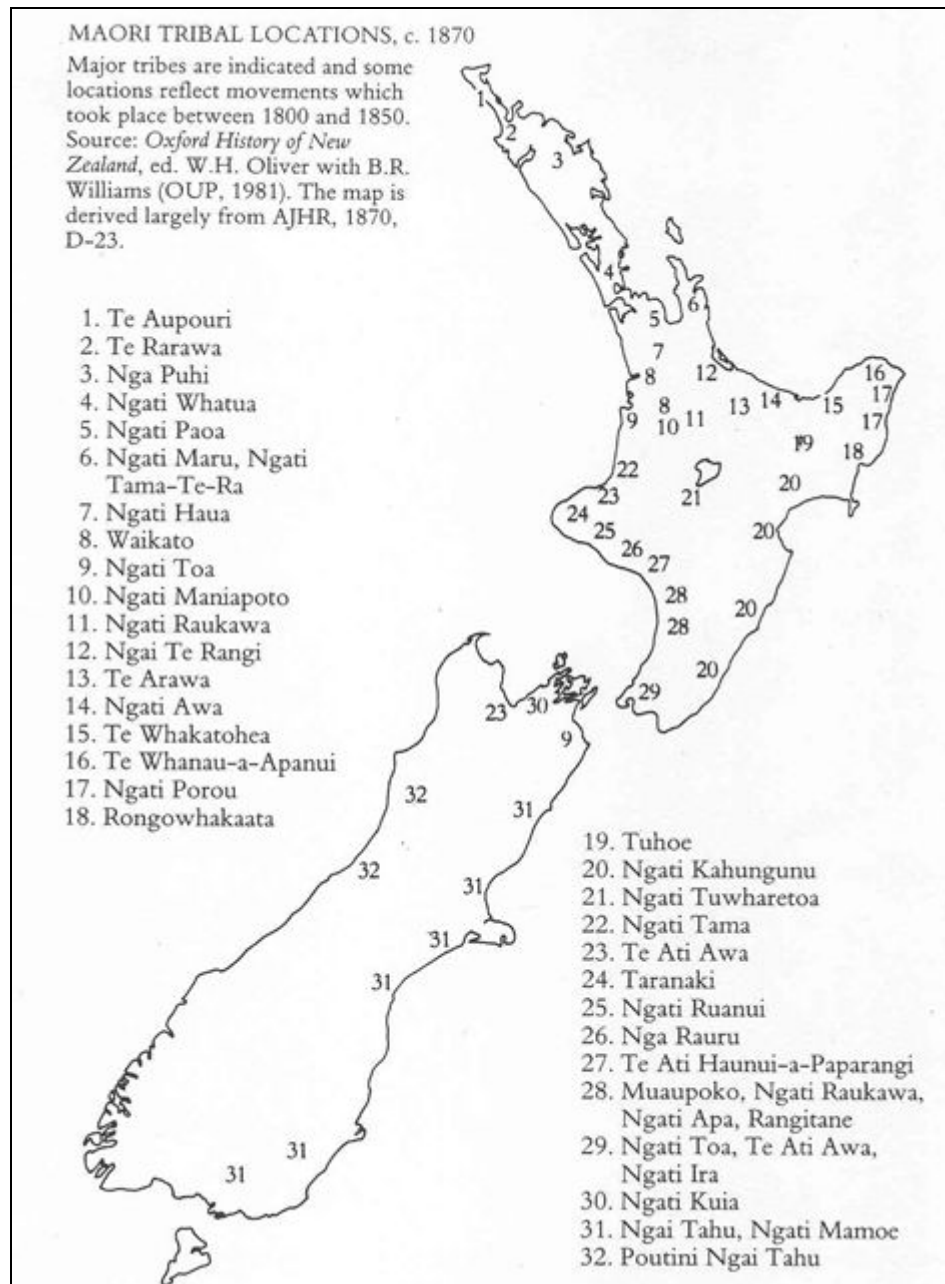 MAORI TRIBAL LOCATIONS, c. 1870
Major tribes are indicated and some
locations reflect movements which
took place between 1800 and 1850.
Source: Oxford History of New
Zealand, ed. W.H. Oliver with B.R.
Williams (OUP, 1981). The map is
derived largely from AJHR, 1870,
D-23.
1. Te Aupouri
2. Te Rarawa
3. Nga Puhi
4. Ngati Whatua
5. Ngati Paoa
6. Ngati Maru, Ngati
Tama-Te-Ra
7. Ngati Haua
8. Waikato
9. Ngati Toa
10. Ngati Maniapoto
11. Ngati Raukawa
12. Ngai Te Rangi
13. Te Arawa
14. Ngati Awa
15. Te Whakatohea
16. Te Whanau-a-Apanui
17. Ngati Porou
18. Rongowhakaata
19. Tuhoe
20. Ngati Kahungunu
21. Ngati Tuwharetoa
22. Ngati Tama
23. Te Ati Awa
24. Taranaki
25. Ngati Ruanui
26. Nga Rauru
27. Te Ati Haunui-a-Paparangi
28. Muaupoko, Ngati Raukawa,
Ngati Apa, Rangitane
29. Ngati Toa, Te Ati Awa,
Ngati Ira
30. Ngati Kuia
31. Ngai Tahu, Ngati Mamoe
32. Poutini Ngai Tahu
1
2
3
4
6
5
7
8
12
16
17
8
9
10
11
13
14
15
17
19
18
22
21
20
23
24
25
20
26
27
28
20
28
20
29
23
30
9
32
31
32
31
31
31
31
31